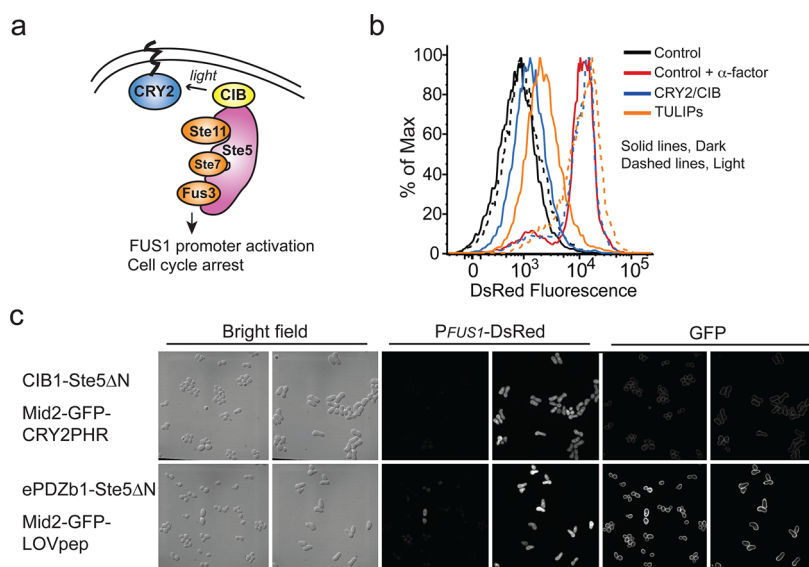 a
light
CRY2
CIB
Ste11
Ste5
Ste7
Fus3
FUS1 promoter activation
Cell cycle arrest
b
100
80
60
40
20
0
% of Max
0
10³
10⁴
10⁵
DsRed Fluorescence
Control
Control + α-factor
CRY2/CIB
TULIPs
Solid lines, Dark
Dashed lines, Light
c
Bright field
PFUS1-DsRed
GFP
CIB1-Ste5ΔN
Mid2-GFP-
CRY2PHR
ePDZb1-Ste5ΔN
Mid2-GFP-
LOVpep